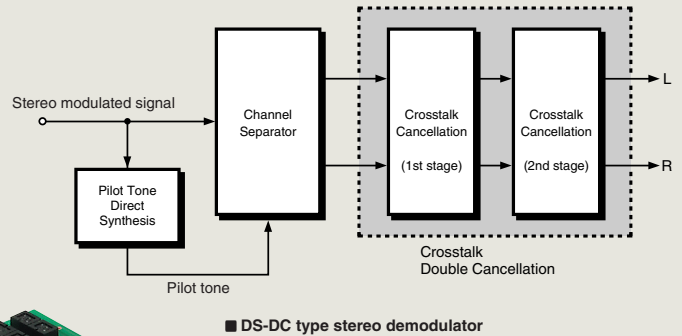 Stereo modulated signal
Channel
Separator
Crosstalk
Cancellation
(1st stage)
Crosstalk
Cancellation
(2nd stage)
L
R
Pilot Tone
Direct
Synthesis
Pilot tone
Crosstalk
Double Cancellation
■ DS-DC type stereo demodulator